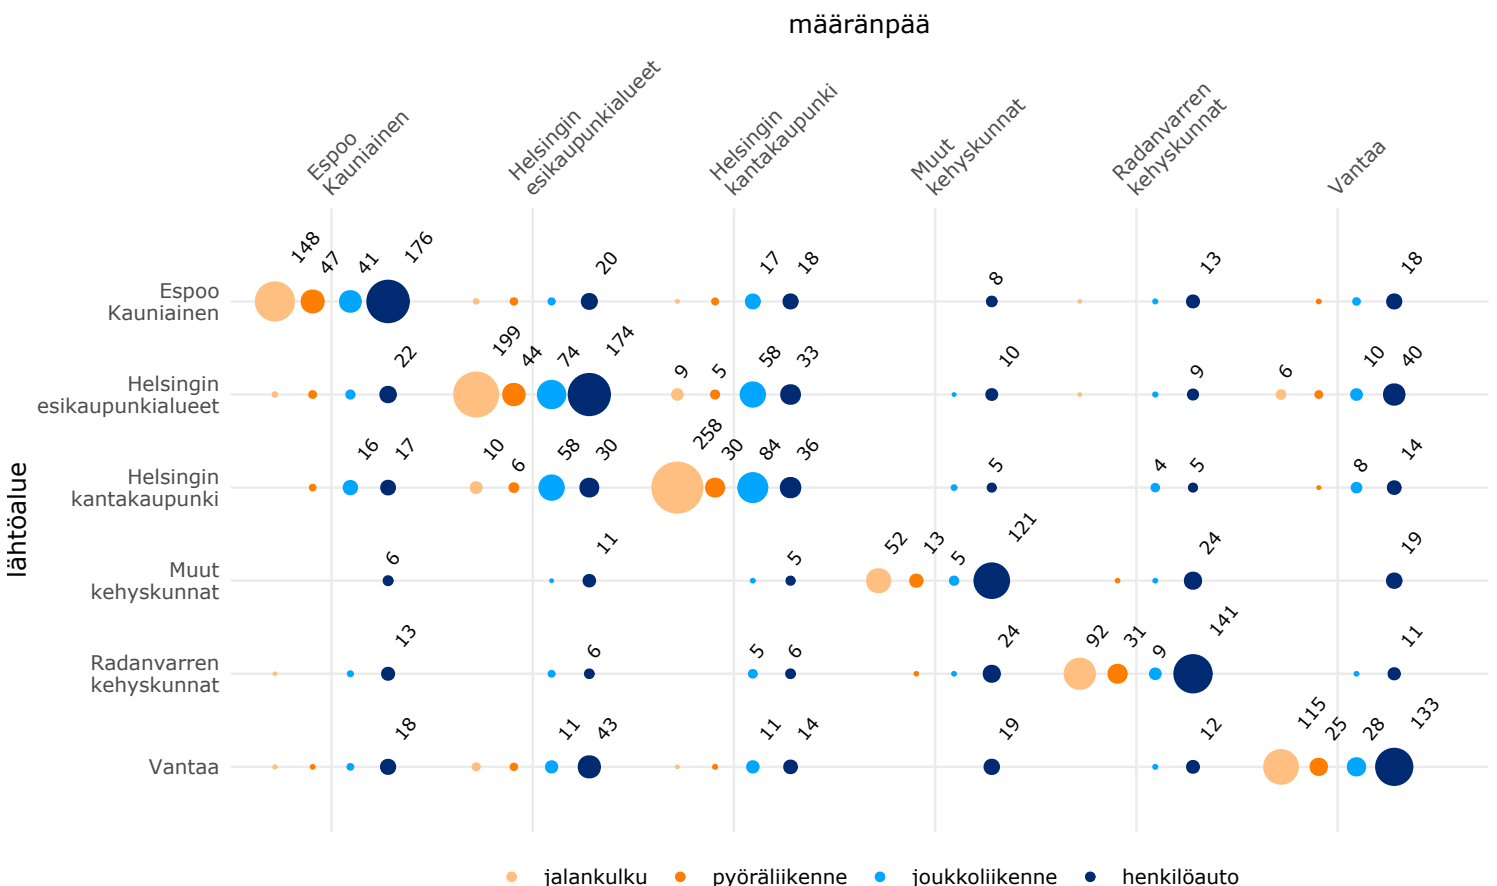 määränpää
Espoo
Kauniainen
Helsingin
esikaupunkialueet
Helsingin
kantakaupunki
Muut
kehyskunnat
Radanvarren
kehyskunnat
Vantaa
lähtöalue
Espoo
Kauniainen
148 47 41 176 20 17 18 8 13 18
Helsingin
esikaupunkialueet
22 199 44 74 174 9 5 58 33 10 9 6 10 40
Helsingin
kantakaupunki
16 17 10 6 58 30 258 30 84 36 5 4 5 8 14
Muut
kehyskunnat
6 11 5 52 13 5 121 24 19
Radanvarren
kehyskunnat
13 6 5 6 24 92 31 9 141 11
Vantaa
18 11 43 11 14 19 12 115 25 28 133
jalankulku pyöräliikenne joukkoliikenne henkilöauto